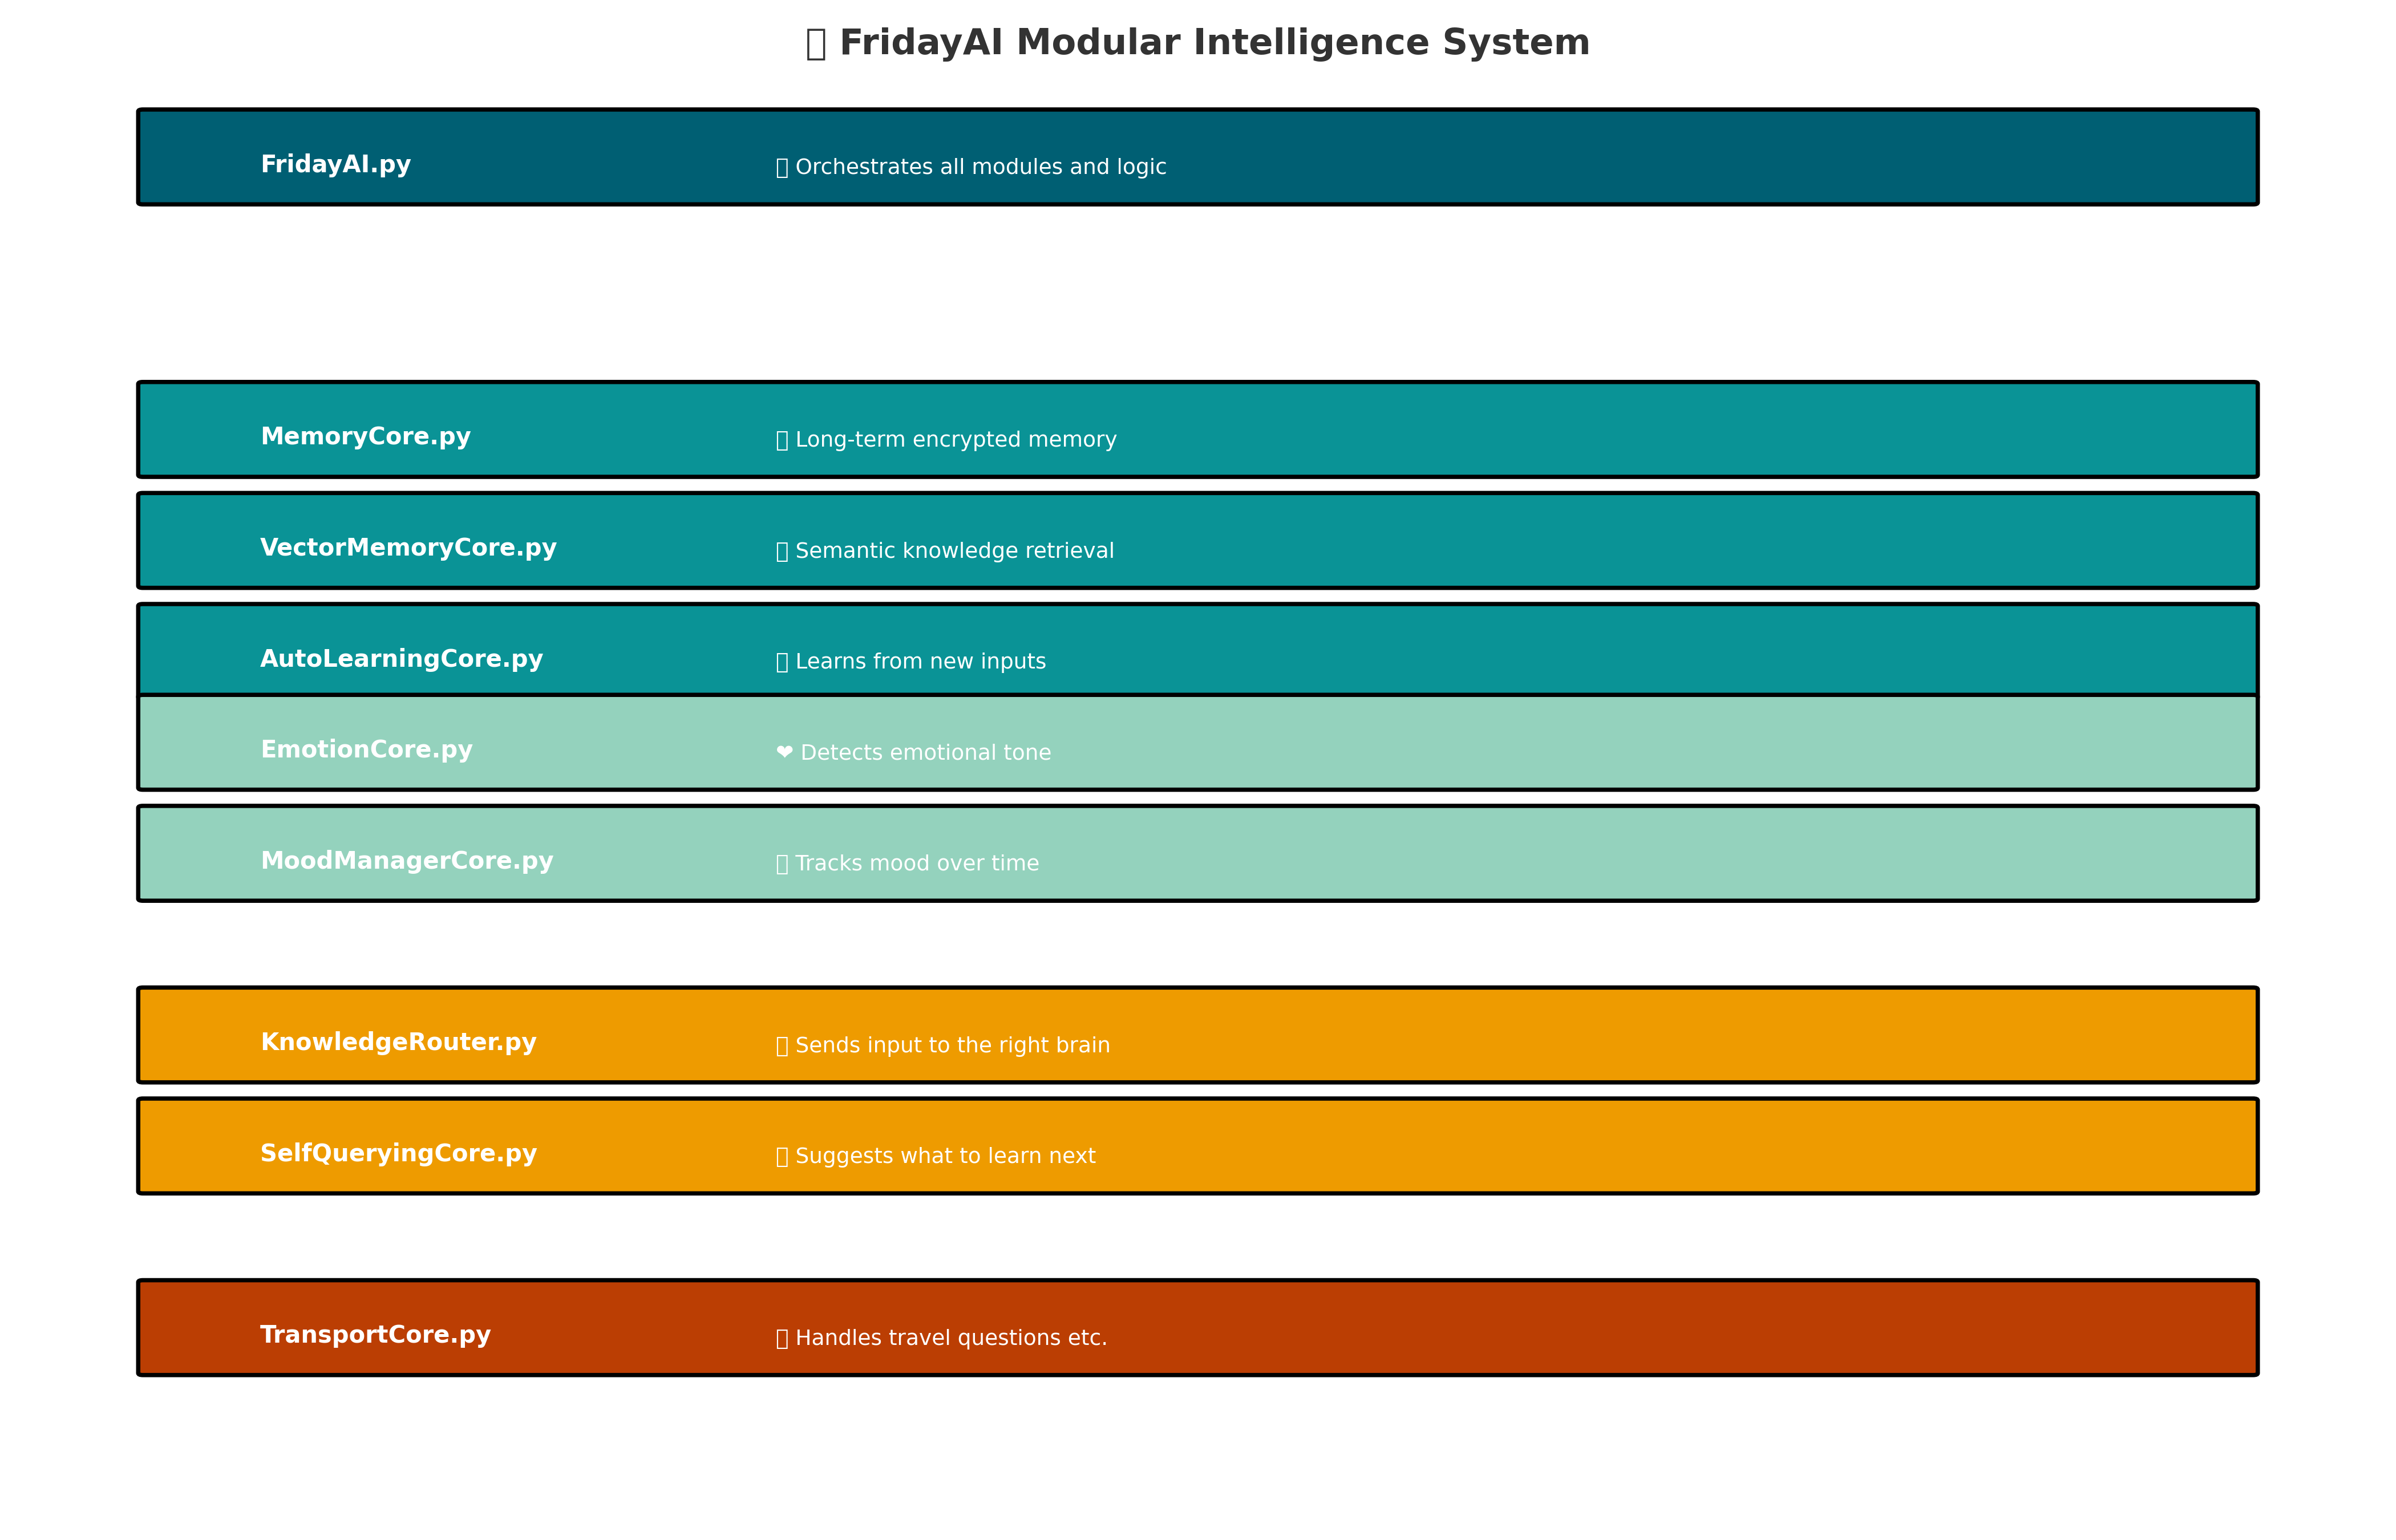 FridayAI Modular Intelligence System
FridayAI.py Orchestrates all modules and logic
MemoryCore.py Long-term encrypted memory
VectorMemoryCore.py Semantic knowledge retrieval
AutoLearningCore.py Learns from new inputs
EmotionCore.py ❤ Detects emotional tone
MoodManagerCore.py Tracks mood over time
KnowledgeRouter.py Sends input to the right brain
SelfQueryingCore.py Suggests what to learn next
TransportCore.py Handles travel questions etc.